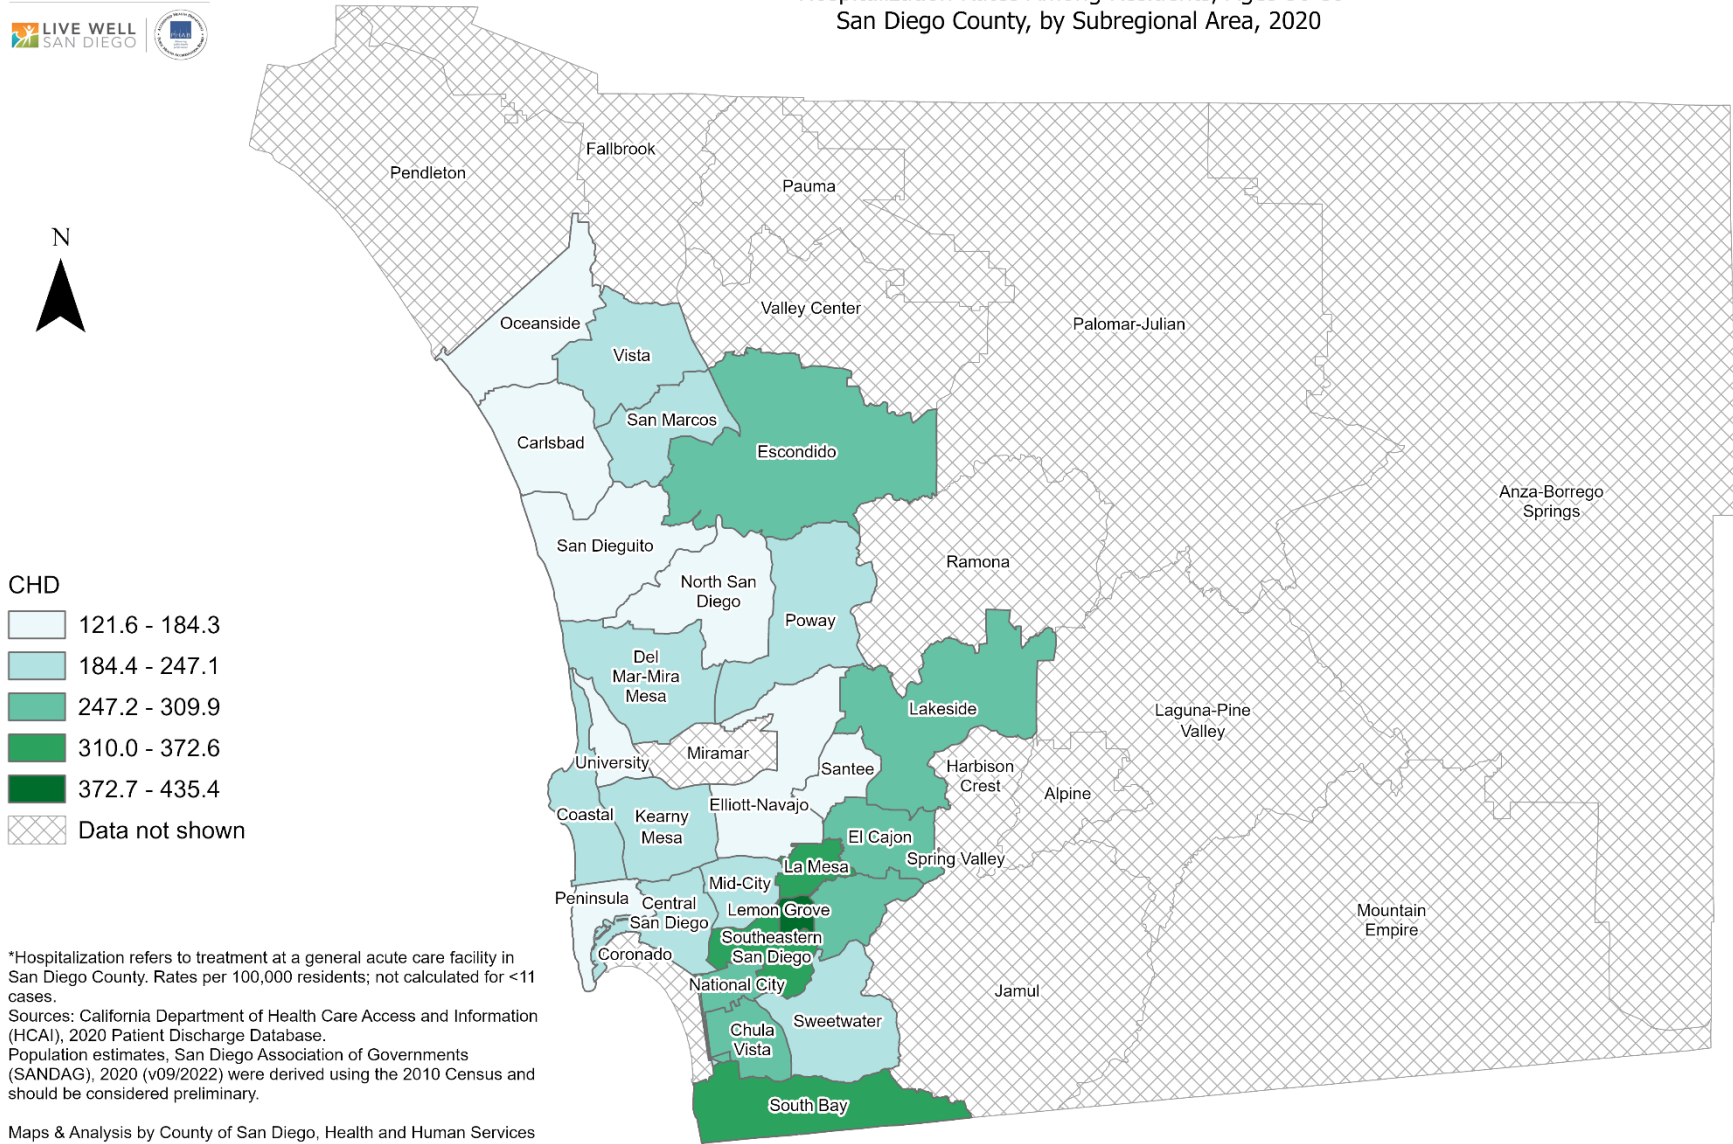 San Diego County, by Subregional Area, 2020
LIVE WELL
SAN DIEGO
PHAB
N
Pendleton
Fallbrook
Pauma
Oceanside
Valley Center
Palomar-Julian
Vista
San Marcos
Carlsbad
Escondido
Anza-Borrego
Springs
San Dieguito
Ramona
North San
Diego
Poway
Del
Mar-Mira
Mesa
Lakeside
Laguna-Pine
Valley
Miramar
University
Santee
Harbison
Crest
Alpine
Elliott-Navajo
Coastal
Kearny
Mesa
El Cajon
Spring Valley
La Mesa
Mid-City
Peninsula
Central
San Diego
Lemon Grove
Mountain
Empire
Southeastern
San Diego
Coronado
National City
Jamul
Sweetwater
Chula
Vista
South Bay
CHD
121.6 - 184.3
184.4 - 247.1
247.2 - 309.9
310.0 - 372.6
372.7 - 435.4
Data not shown
*Hospitalization refers to treatment at a general acute care facility in
San Diego County. Rates per 100,000 residents; not calculated for <11
cases.
Sources: California Department of Health Care Access and Information
(HCAI), 2020 Patient Discharge Database.
Population estimates, San Diego Association of Governments
(SANDAG), 2020 (v09/2022) were derived using the 2010 Census and
should be considered preliminary.
Maps & Analysis by County of San Diego, Health and Human Services